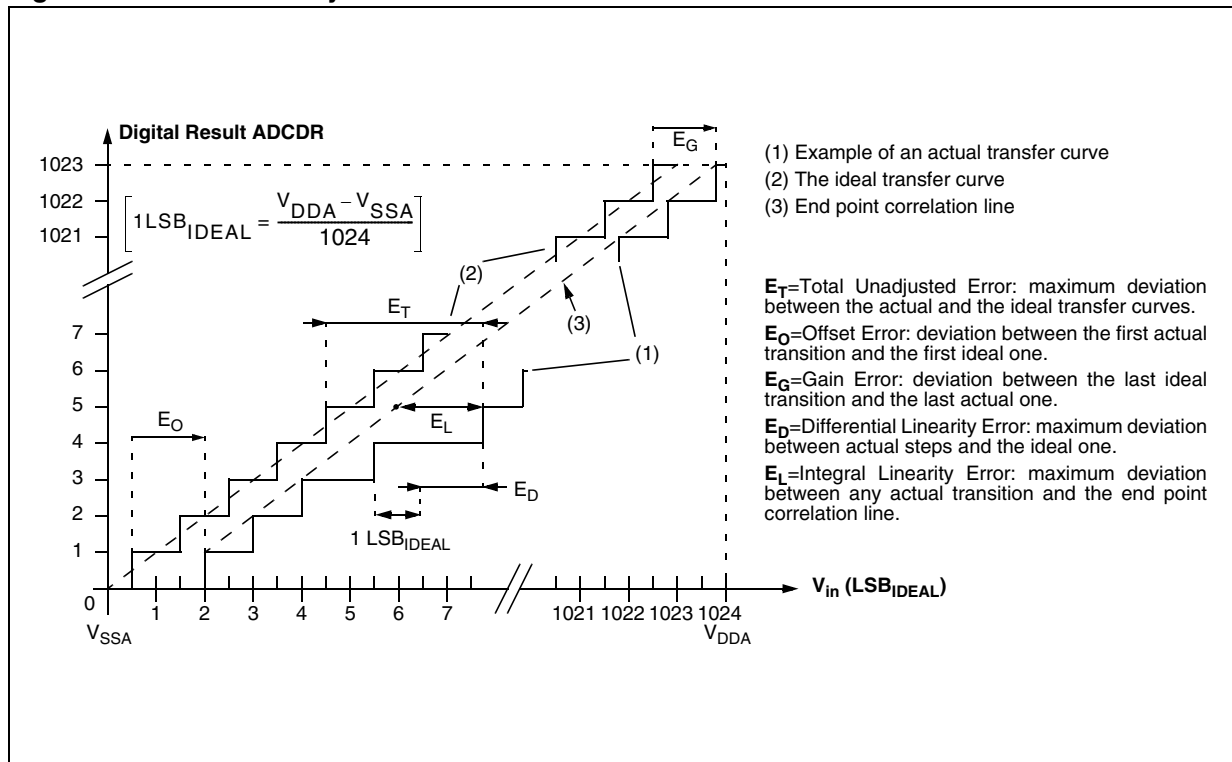 Digital Result ADCDR
E_G
1023
1022
1021
[1LSB_IDEAL = (V_DDA – V_SSA) / 1024]
(2)
E_T
(3)
7
(1)
6
5
E_O
E_L
4
3
E_D
2
1 LSB_IDEAL
1
0
1 2 3 4 5 6 7 1021 1022 1023 1024
V_in (LSB_IDEAL)
V_SSA
V_DDA
(1) Example of an actual transfer curve
(2) The ideal transfer curve
(3) End point correlation line
E_T=Total Unadjusted Error: maximum deviation
between the actual and the ideal transfer curves.
E_O=Offset Error: deviation between the first actual
transition and the first ideal one.
E_G=Gain Error: deviation between the last ideal
transition and the last actual one.
E_D=Differential Linearity Error: maximum deviation
between actual steps and the ideal one.
E_L=Integral Linearity Error: maximum deviation
between any actual transition and the end point
correlation line.